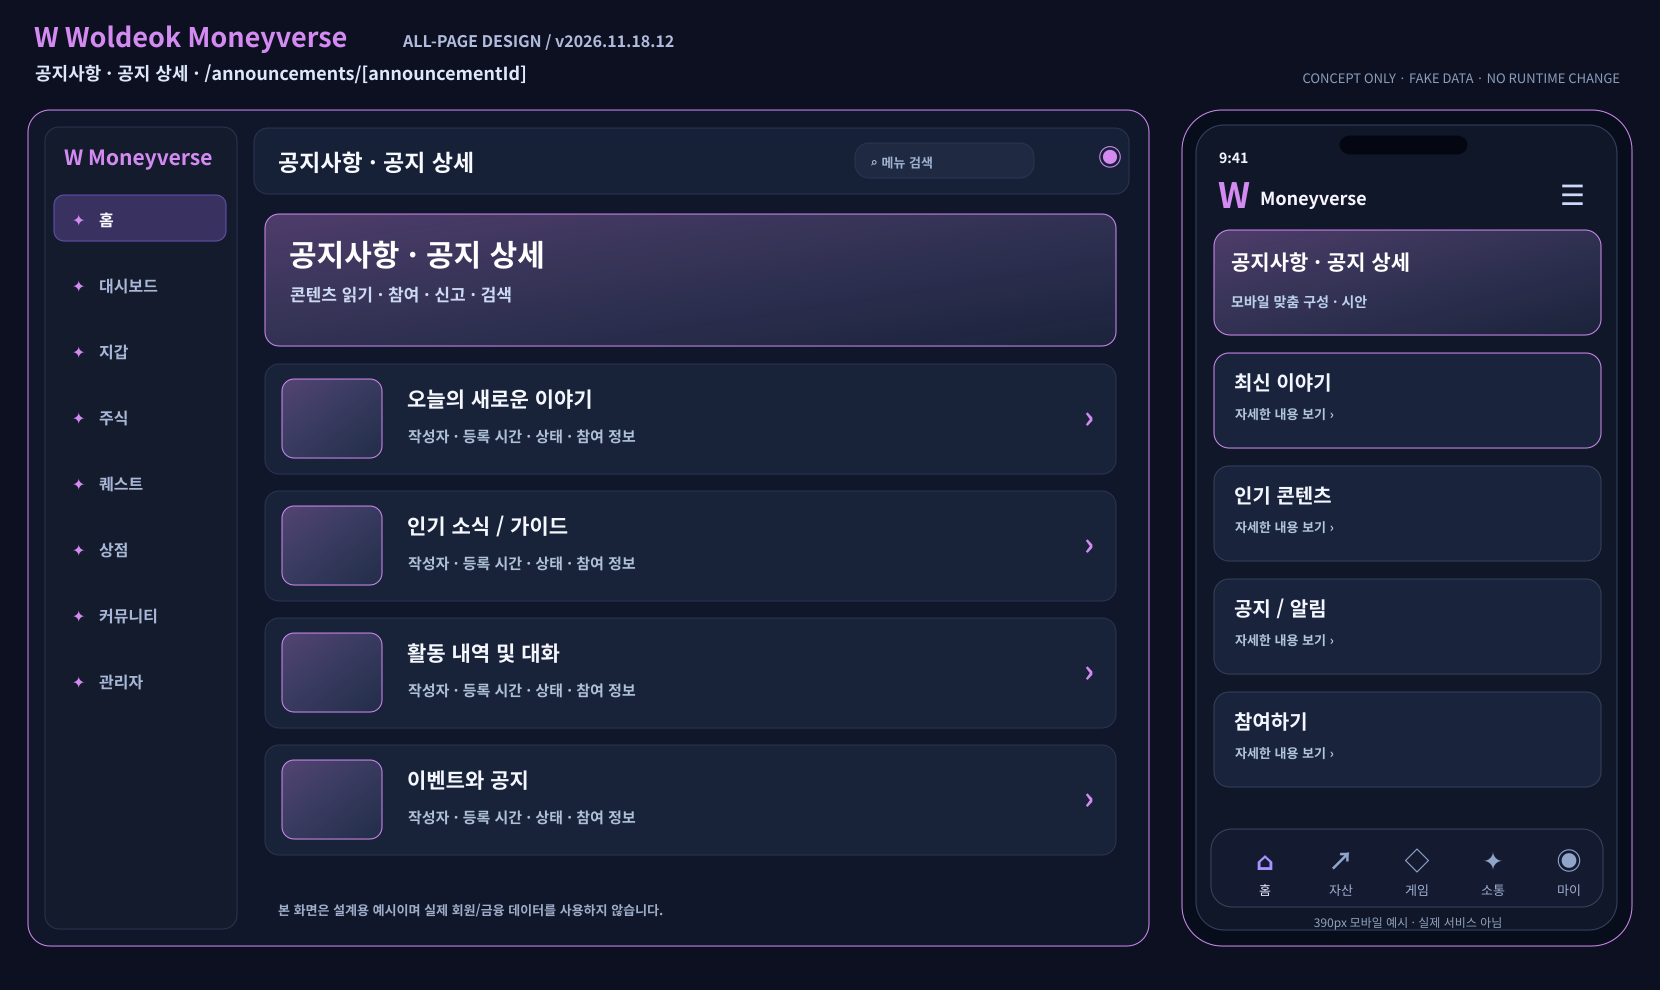 W Woldeok Moneyverse
ALL-PAGE DESIGN / v2026.11.18.12
공지사항 · 공지 상세 · /announcements/[announcementId]
CONCEPT ONLY · FAKE DATA · NO RUNTIME CHANGE
W Moneyverse
홈
대시보드
지갑
주식
퀘스트
상점
커뮤니티
관리자
공지사항 · 공지 상세
메뉴 검색
공지사항 · 공지 상세
콘텐츠 읽기 · 참여 · 신고 · 검색
오늘의 새로운 이야기
작성자 · 등록 시간 · 상태 · 참여 정보
인기 소식 / 가이드
작성자 · 등록 시간 · 상태 · 참여 정보
활동 내역 및 대화
작성자 · 등록 시간 · 상태 · 참여 정보
이벤트와 공지
작성자 · 등록 시간 · 상태 · 참여 정보
본 화면은 설계용 예시이며 실제 회원/금융 데이터를 사용하지 않습니다.
9:41
W Moneyverse
공지사항 · 공지 상세
모바일 맞춤 구성 · 시안
최신 이야기
자세한 내용 보기 ›
인기 콘텐츠
자세한 내용 보기 ›
공지 / 알림
자세한 내용 보기 ›
참여하기
자세한 내용 보기 ›
홈 자산 게임 소통 마이
390px 모바일 예시 · 실제 서비스 아님